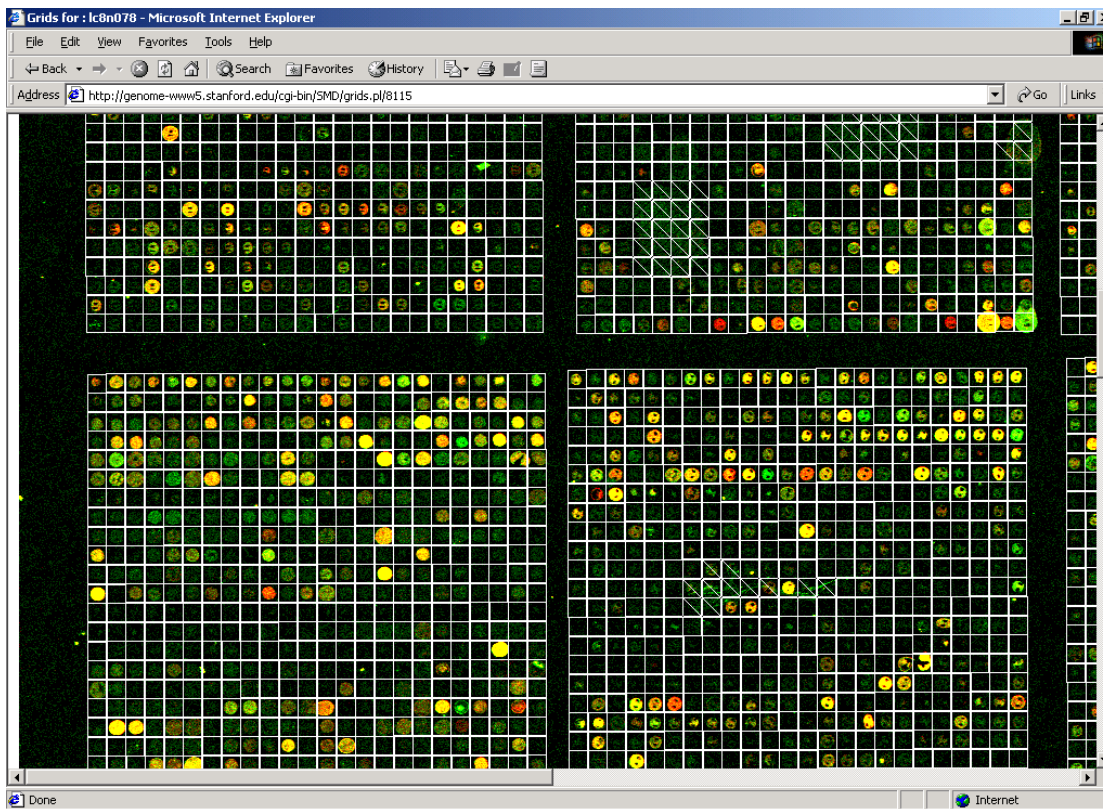 Grids for : lc8n078 - Microsoft Internet Explorer
File Edit View Favorites Tools Help
Back Search Favorites History
Address http://genome-www5.stanford.edu/cgi-bin/SMD/grids.pl/8115 Go Links
Done Internet